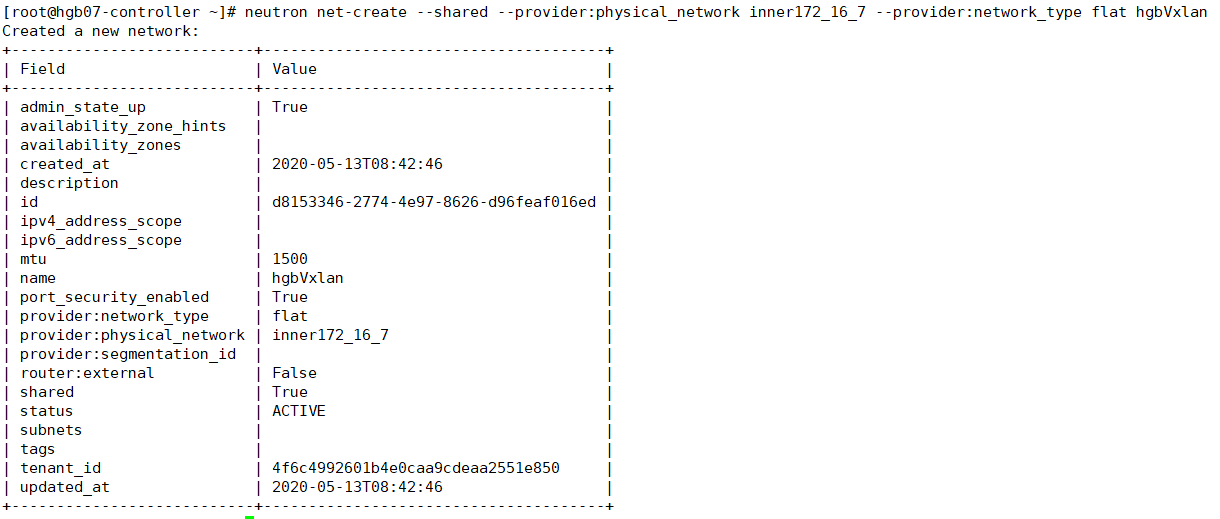 [root@hgb07-controller ~]# neutron net-create --shared --provider:physical_network inner172_16_7 --provider:network_type flat hgbVxlan
Created a new network:
+---------------------------+--------------------------------------+
| Field                     | Value                                |
+---------------------------+--------------------------------------+
| admin_state_up            | True                                 |
| availability_zone_hints   |                                      |
| availability_zones        |                                      |
| created_at                | 2020-05-13T08:42:46                  |
| description               |                                      |
| id                        | d8153346-2774-4e97-8626-d96feaf016ed |
| ipv4_address_scope        |                                      |
| ipv6_address_scope        |                                      |
| mtu                       | 1500                                 |
| name                      | hgbVxlan                             |
| port_security_enabled     | True                                 |
| provider:network_type     | flat                                 |
| provider:physical_network | inner172_16_7                        |
| provider:segmentation_id  |                                      |
| router:external           | False                                |
| shared                    | True                                 |
| status                    | ACTIVE                               |
| subnets                   |                                      |
| tags                      |                                      |
| tenant_id                 | 4f6c4992601b4e0caa9cdeaa2551e850     |
| updated_at                | 2020-05-13T08:42:46                  |
+---------------------------+--------------------------------------+